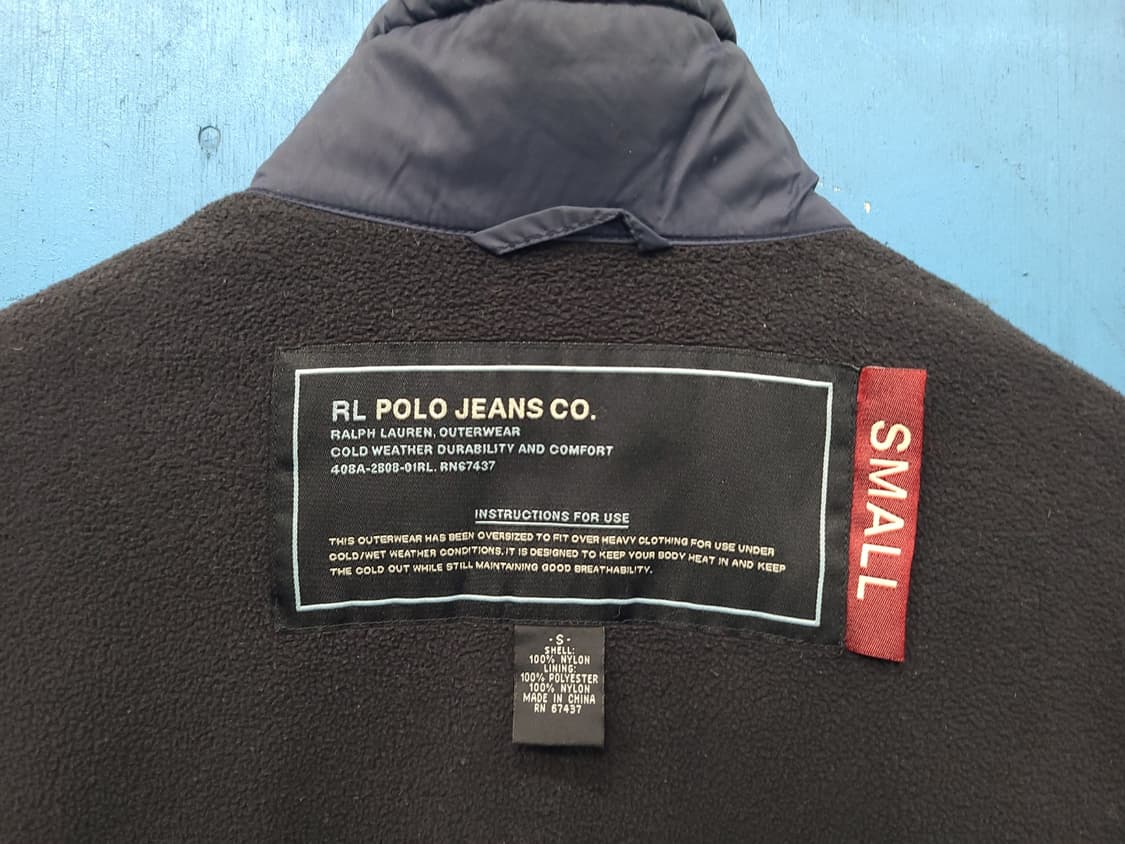 RL POLO JEANS CO.
RALPH LAUREN, OUTERWEAR
COLD WEATHER DURABILITY AND COMFORT
408A-2808-01RL. RN67437
INSTRUCTIONS FOR USE
THIS OUTERWEAR HAS BEEN OVERSIZED TO FIT OVER HEAVY CLOTHING FOR USE UNDER
COLD/WET WEATHER CONDITIONS. IT IS DESIGNED TO KEEP YOUR BODY HEAT IN AND KEEP
THE COLD OUT WHILE STILL MAINTAINING GOOD BREATHABILITY.
SMALL
- S -
SHELL:
100% NYLON
LINING:
100% POLYESTER
100% NYLON
MADE IN CHINA
RN 67437